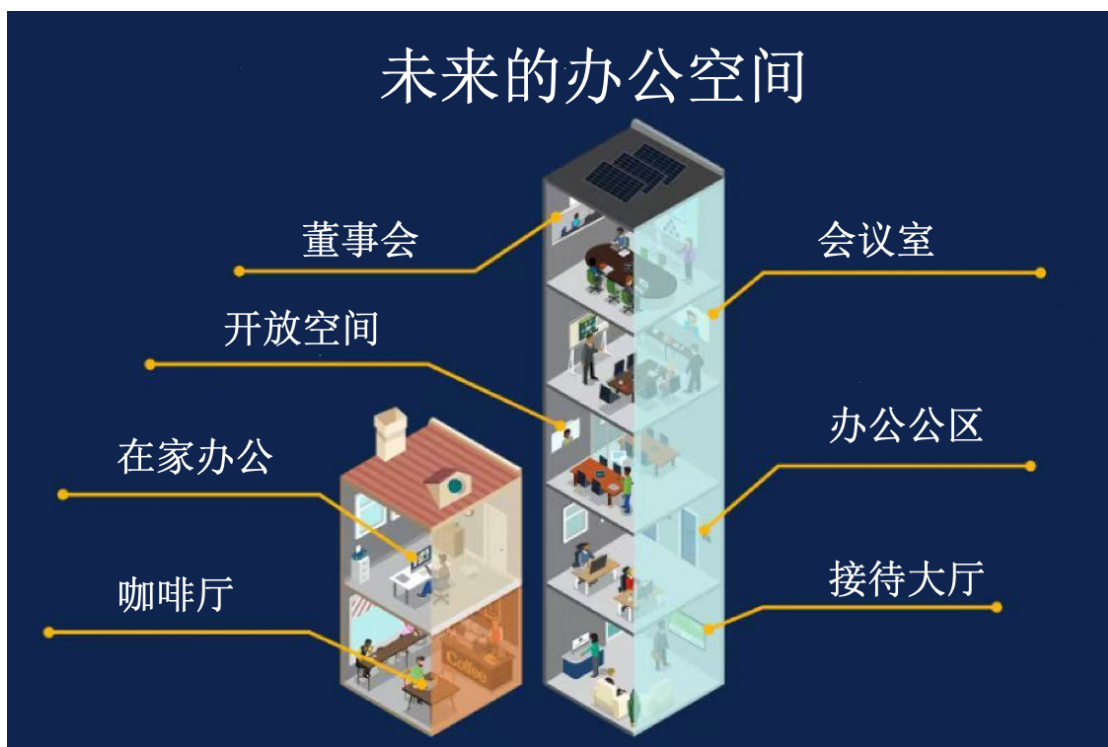 未来的办公空间
董事会
会议室
开放空间
办公公区
在家办公
咖啡厅
接待大厅
Coffee